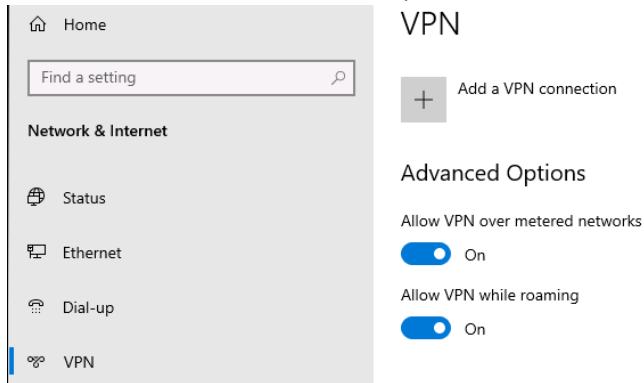 Home
Find a setting
Network & Internet
Status
Ethernet
Dial-up
VPN
VPN
Add a VPN connection
Advanced Options
Allow VPN over metered networks
On
Allow VPN while roaming
On